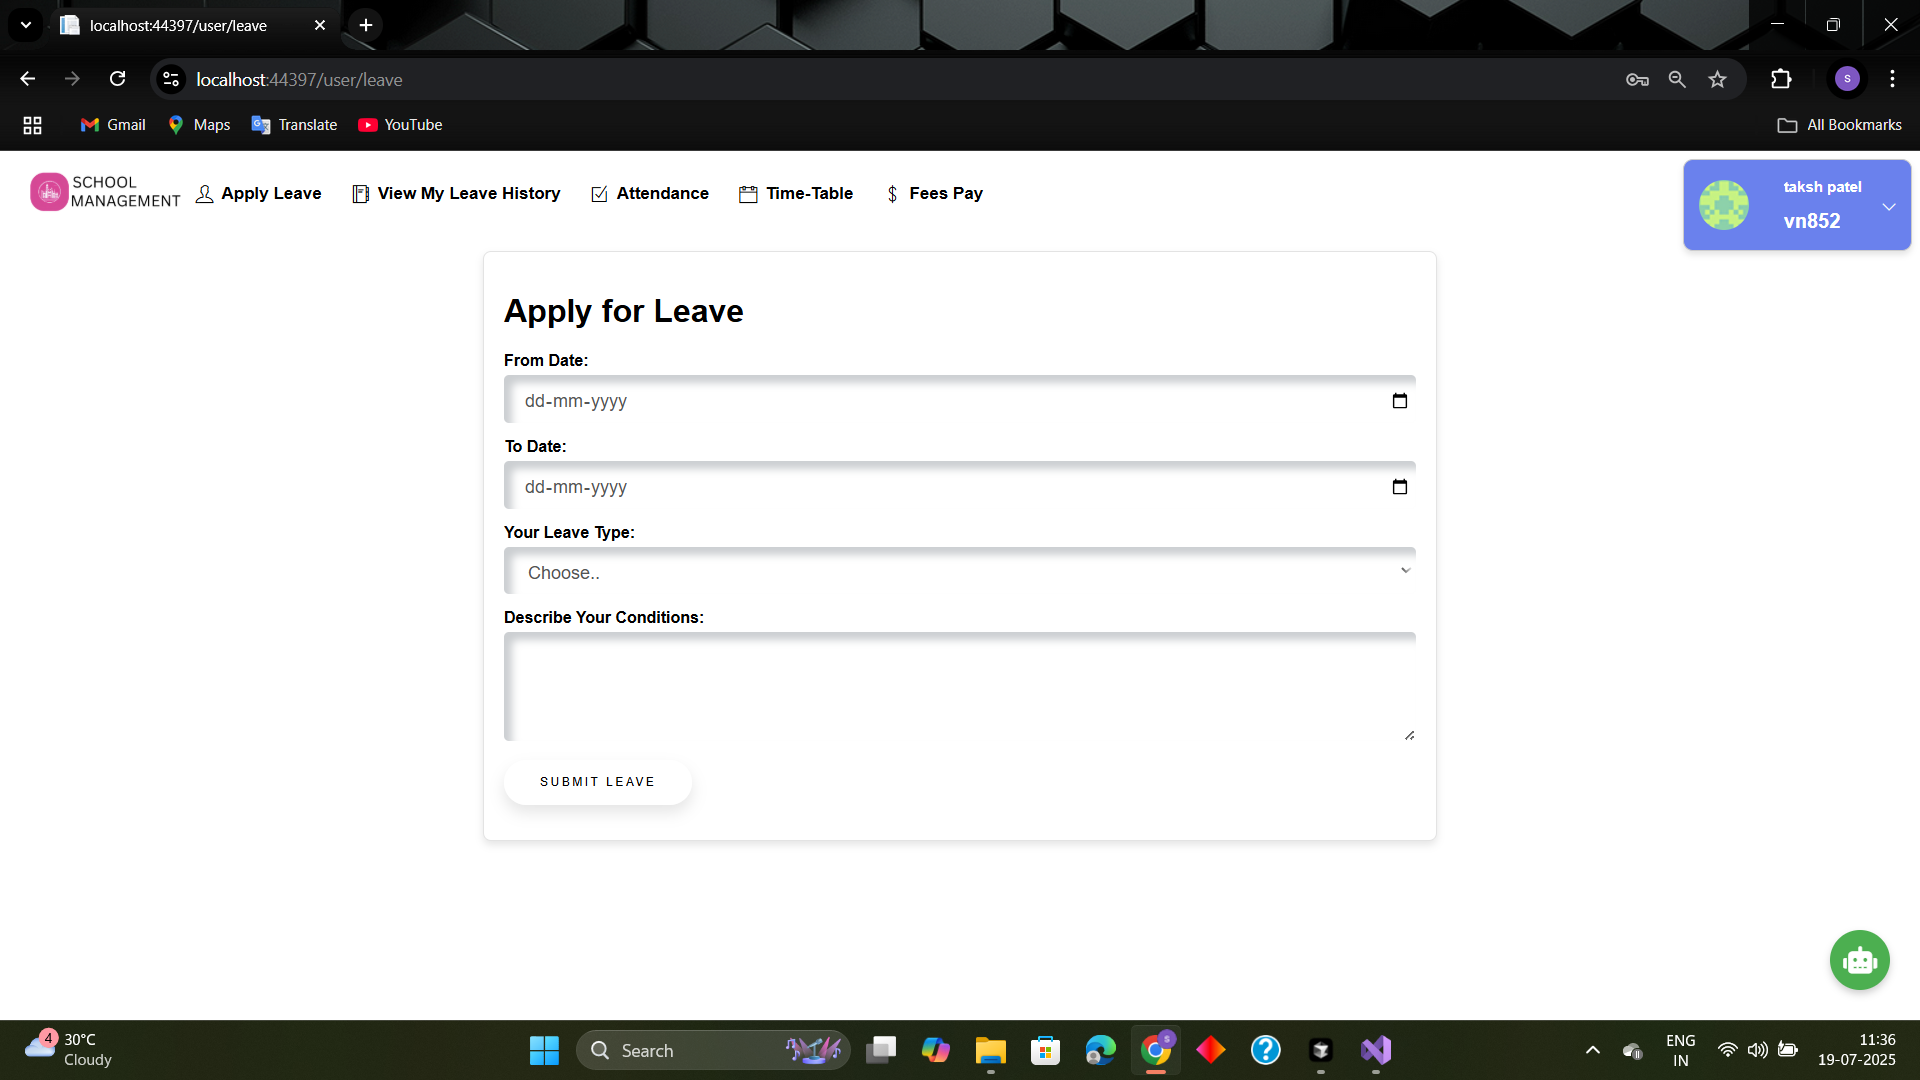 localhost:44397/user/leave
localhost:44397/user/leave
S
Gmail
Maps
Translate
YouTube
All Bookmarks
SCHOOL
MANAGEMENT
Apply Leave
View My Leave History
Attendance
Time-Table
$ Fees Pay
taksh patel
vn852
Apply for Leave
From Date:
dd-mm-yyyy
To Date:
dd-mm-yyyy
Your Leave Type:
Choose..
Describe Your Conditions:
SUBMIT LEAVE
4
30°C
Cloudy
Search
S
?
ENG
IN
11:36
19-07-2025